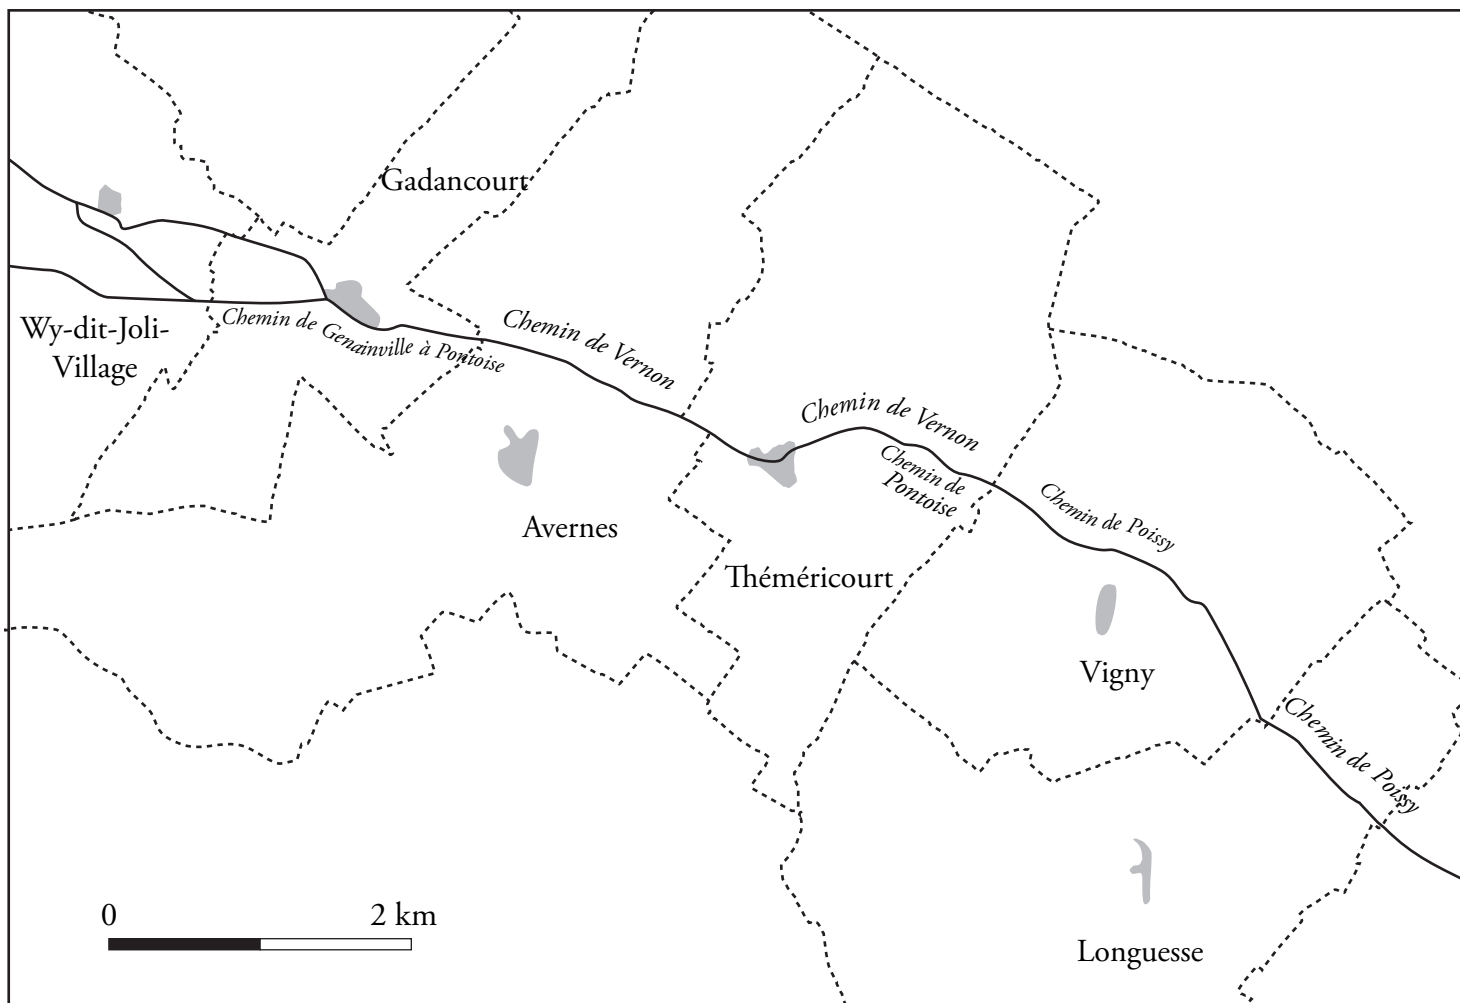 Gadancourt
Wy-dit-Joli-
Village
Chemin de Genainville à Pontoise
Chemin de Vernon
Chemin de Vernon
Chemin de
Pontoise
Chemin de Poissy
Avernes
Théméricourt
Vigny
Chemin de Poissy
0 2 km
Longuesse